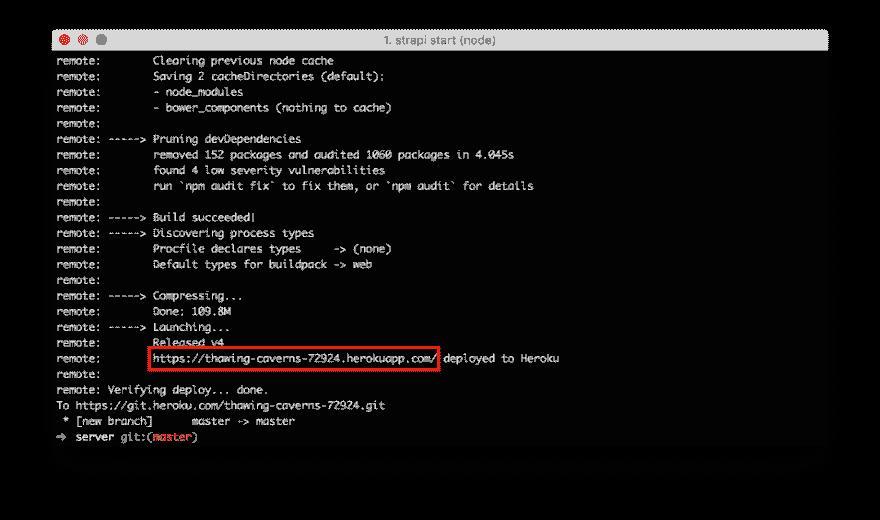 1. strapi start (node)
remote:        Clearing previous node cache
remote:        Saving 2 cacheDirectories (default):
remote:        - node_modules
remote:        - bower_components (nothing to cache)
remote:
remote: -----> Pruning devDependencies
remote:        removed 152 packages and audited 1060 packages in 4.045s
remote:        found 4 low severity vulnerabilities
remote:        run `npm audit fix` to fix them, or `npm audit` for details
remote:
remote: -----> Build succeeded!
remote: -----> Discovering process types
remote:        Procfile declares types     -> (none)
remote:        Default types for buildpack -> web
remote:
remote: -----> Compressing...
remote:        Done: 109.8M
remote: -----> Launching...
remote:        Released v4
remote:        https://thawing-caverns-72924.herokuapp.com/ deployed to Heroku
remote:
remote: Verifying deploy... done.
To https://git.heroku.com/thawing-caverns-72924.git
 * [new branch]      master -> master
➜  server git:(master)